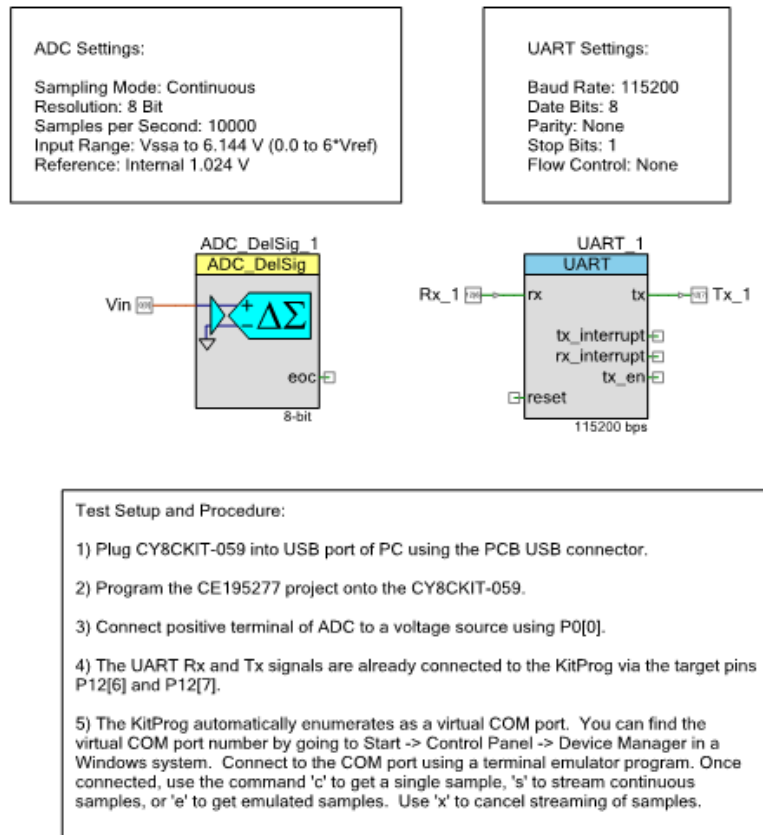 ADC Settings:
Sampling Mode: Continuous
Resolution: 8 Bit
Samples per Second: 10000
Input Range: Vssa to 6.144 V (0.0 to 6*Vref)
Reference: Internal 1.024 V
UART Settings:
Baud Rate: 115200
Date Bits: 8
Parity: None
Stop Bits: 1
Flow Control: None
ADC_DelSig_1
ADC_DelSig
Vin
+
ΔΣ
−
eoc
8-bit
UART_1
UART
Rx_1
rx
tx
Tx_1
tx_interrupt
rx_interrupt
tx_en
reset
115200 bps
Test Setup and Procedure:
1) Plug CY8CKIT-059 into USB port of PC using the PCB USB connector.
2) Program the CE195277 project onto the CY8CKIT-059.
3) Connect positive terminal of ADC to a voltage source using P0[0].
4) The UART Rx and Tx signals are already connected to the KitProg via the target pins
P12[6] and P12[7].
5) The KitProg automatically enumerates as a virtual COM port.  You can find the
virtual COM port number by going to Start -> Control Panel -> Device Manager in a
Windows system.  Connect to the COM port using a terminal emulator program. Once
connected, use the command 'c' to get a single sample, 's' to stream continuous
samples, or 'e' to get emulated samples.  Use 'x' to cancel streaming of samples.